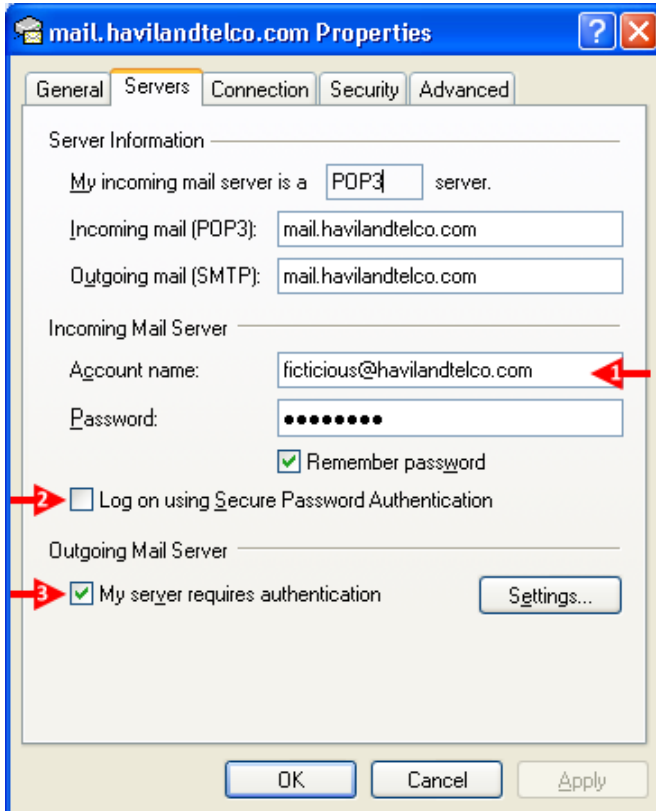 mail.havilandtelco.com Properties
?
General Servers Connection Security Advanced
Server Information
My incoming mail server is a POP3 server.
Incoming mail (POP3): mail.havilandtelco.com
Outgoing mail (SMTP): mail.havilandtelco.com
Incoming Mail Server
Account name: ficticious@havilandtelco.com 1
Password: ●●●●●●●●
Remember password
2 Log on using Secure Password Authentication
Outgoing Mail Server
3 My server requires authentication Settings...
OK Cancel Apply